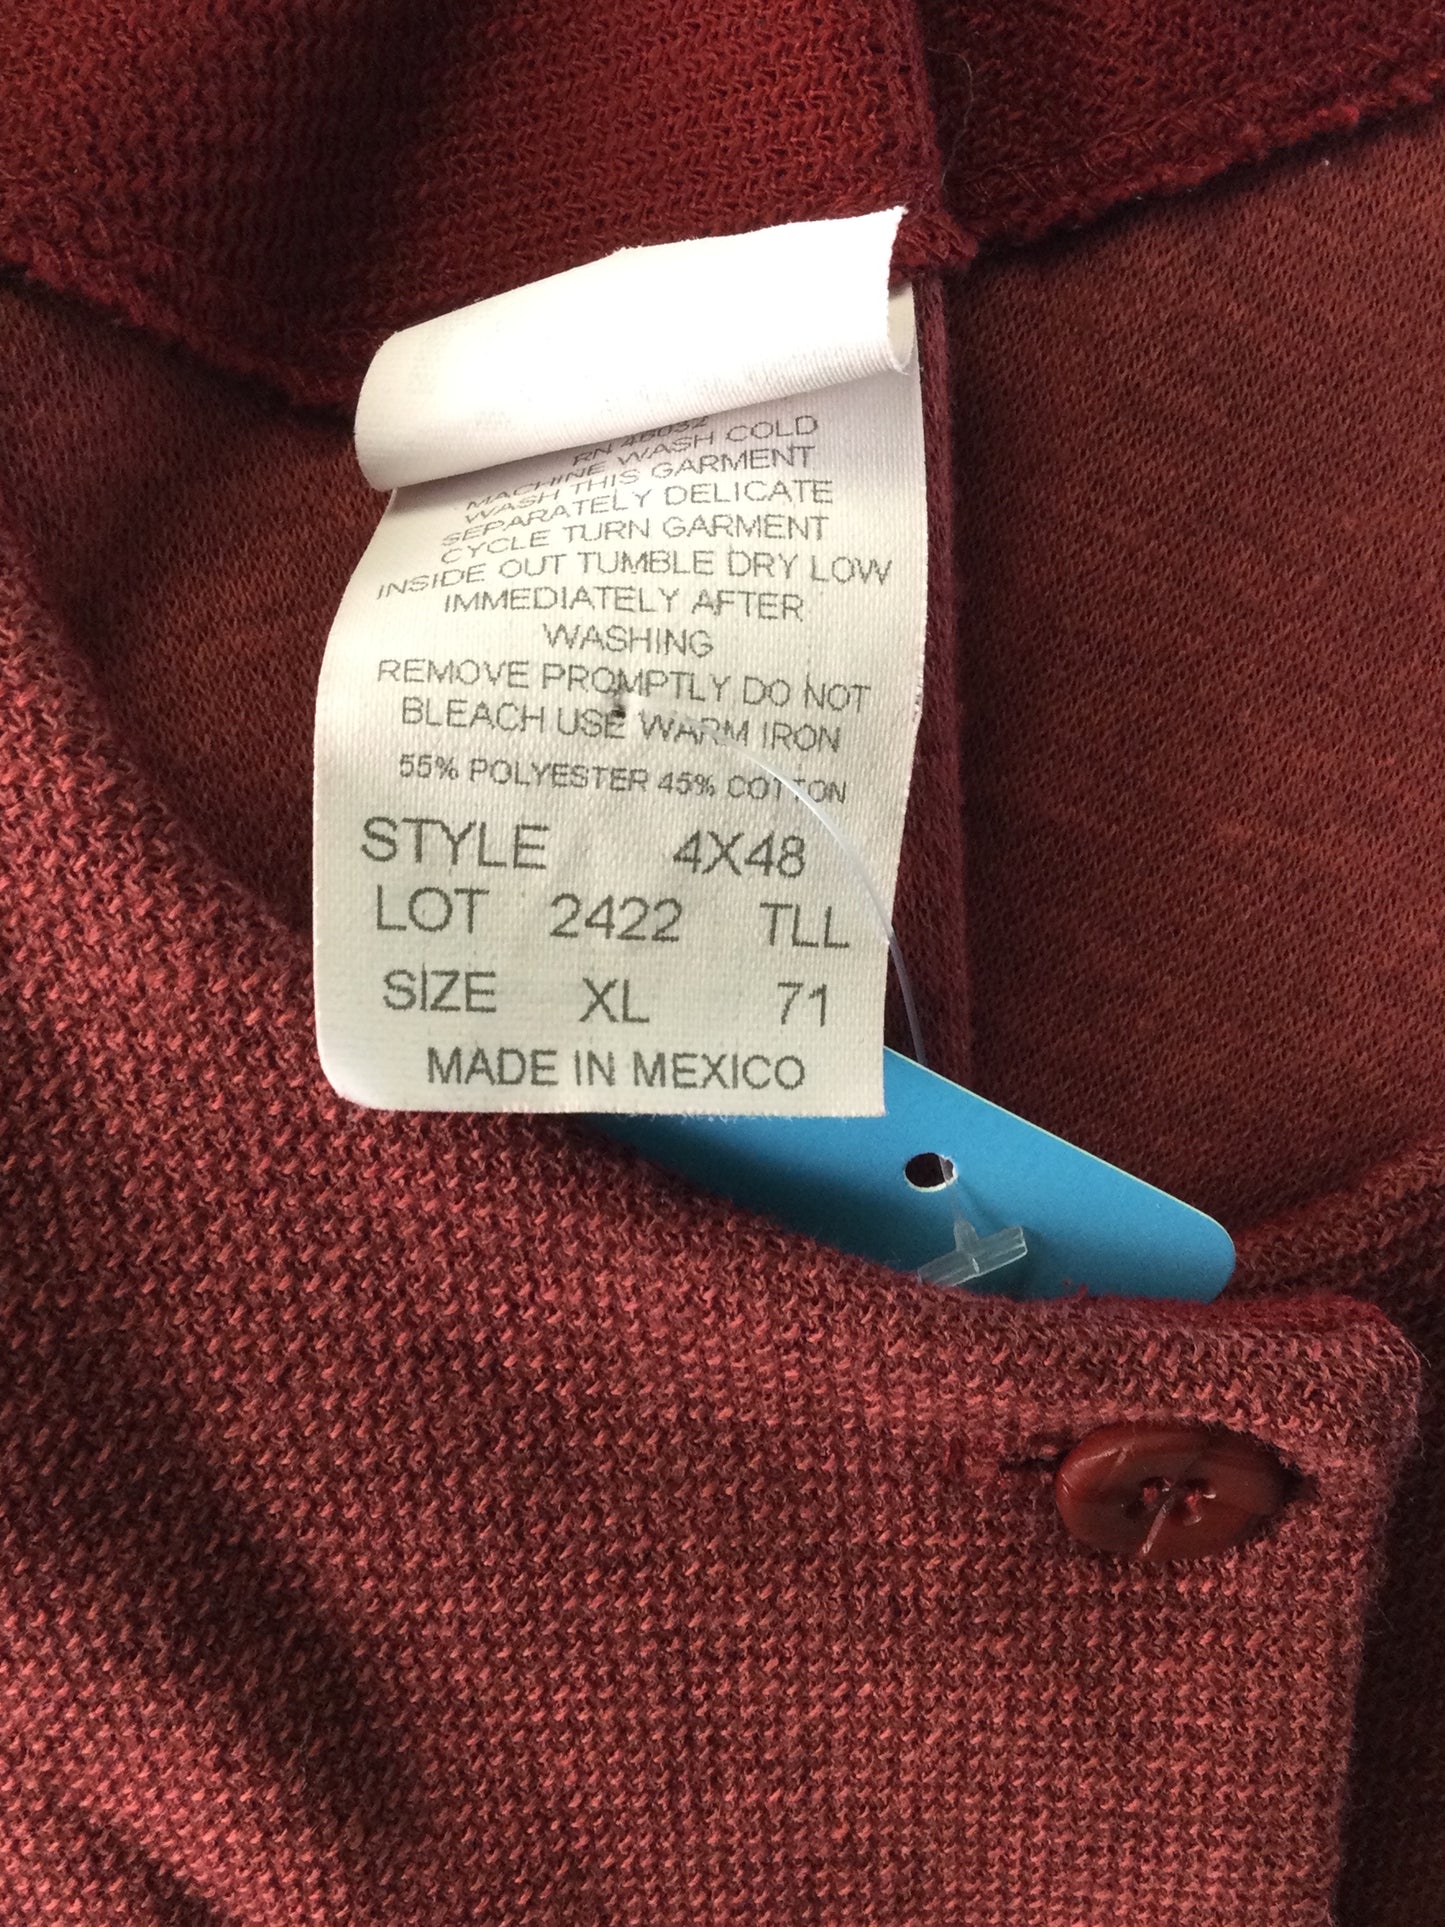 RN 46032
MACHINE WASH COLD
WASH THIS GARMENT
SEPARATELY DELICATE
CYCLE TURN GARMENT
INSIDE OUT TUMBLE DRY LOW
IMMEDIATELY AFTER
WASHING
REMOVE PROMPTLY DO NOT
BLEACH USE WARM IRON
55% POLYESTER 45% COTTON
STYLE 4X48
LOT 2422 TLL
SIZE XL 71
MADE IN MEXICO